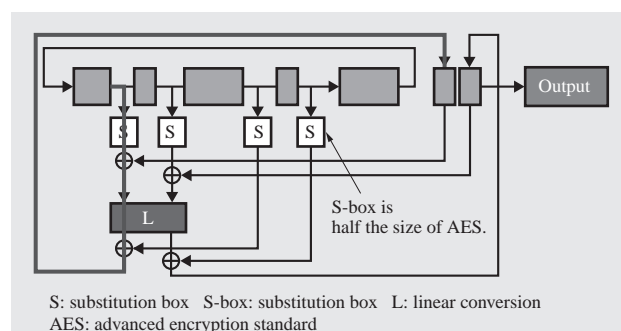 Output
S S S S
L
S-box is
half the size of AES.
S: substitution box S-box: substitution box L: linear conversion
AES: advanced encryption standard